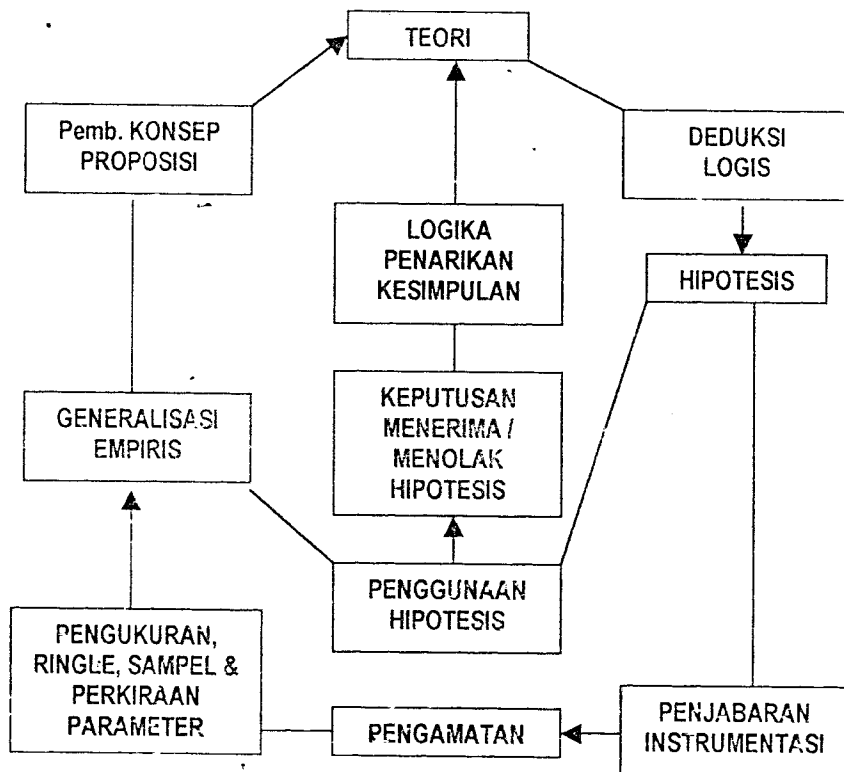 TEORI
Pemb. KONSEP
PROPOSISI
DEDUKSI
LOGIS
LOGIKA
PENARIKAN
KESIMPULAN
HIPOTESIS
GENERALISASI
EMPIRIS
KEPUTUSAN
MENERIMA /
MENOLAK
HIPOTESIS
PENGGUNAAN
HIPOTESIS
PENGUKURAN,
RINGLE, SAMPEL &
PERKIRAAN
PARAMETER
PENGAMATAN
PENJABARAN
INSTRUMENTASI